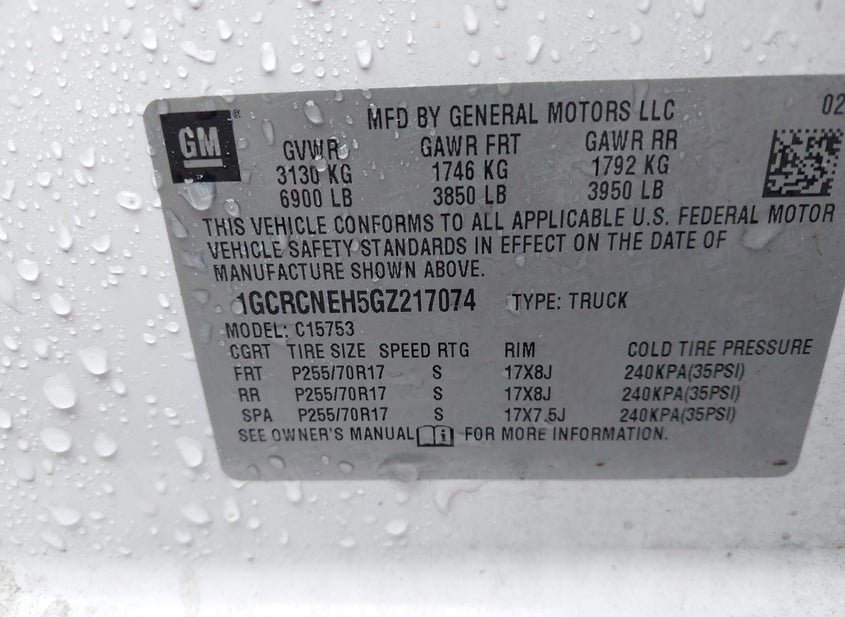 GM
MFD BY GENERAL MOTORS LLC 02
GVWR GAWR FRT GAWR RR
3130 KG 1746 KG 1792 KG
6900 LB 3850 LB 3950 LB
THIS VEHICLE CONFORMS TO ALL APPLICABLE U.S. FEDERAL MOTOR
VEHICLE SAFETY STANDARDS IN EFFECT ON THE DATE OF
MANUFACTURE SHOWN ABOVE.
1GCRCNEH5GZ217074 TYPE: TRUCK
MODEL: C15753
CGRT TIRE SIZE SPEED RTG RIM COLD TIRE PRESSURE
FRT P255/70R17 S 17X8J 240KPA(35PSI)
RR P255/70R17 S 17X8J 240KPA(35PSI)
SPA P255/70R17 S 17X7.5J 240KPA(35PSI)
SEE OWNER'S MANUAL i FOR MORE INFORMATION.